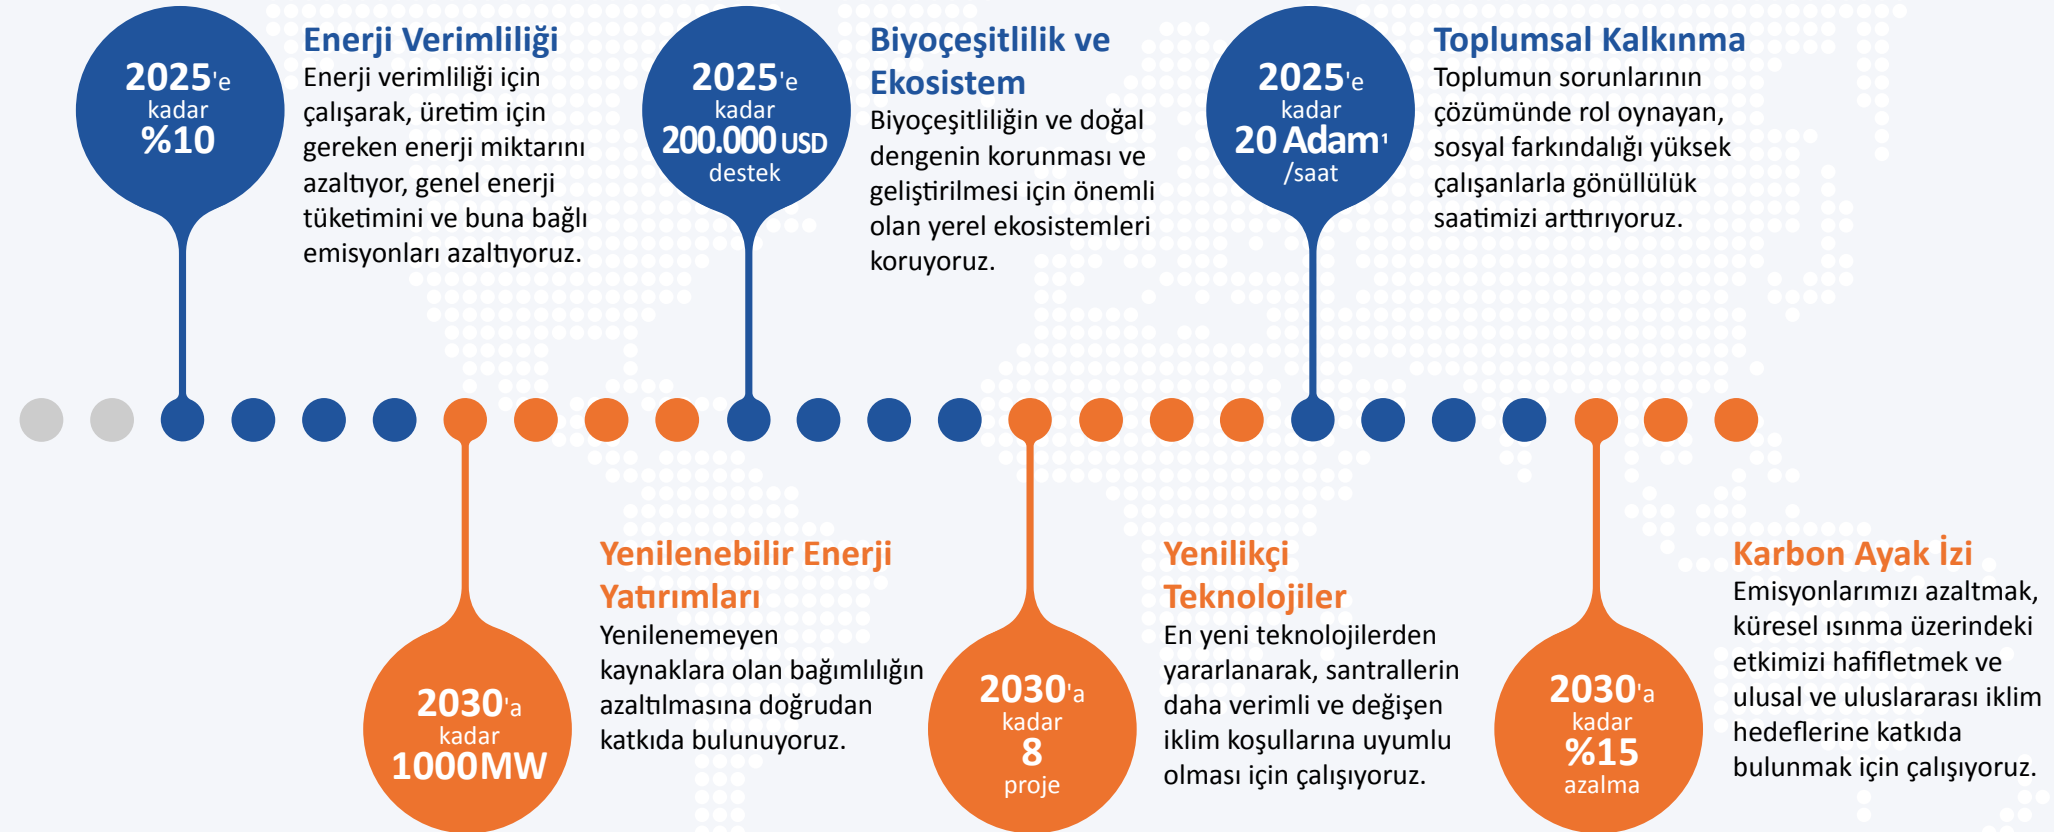 2025'e
kadar
%10
Enerji Verimliliği
Enerji verimliliği için
çalışarak, üretim için
gereken enerji miktarını
azaltıyor, genel enerji
tüketimini ve buna bağlı
emisyonları azaltıyoruz.
2025'e
kadar
200.000 USD
destek
Biyoçeşitlilik ve
Ekosistem
Biyoçeşitliliğin ve doğal
dengenin korunması ve
geliştirilmesi için önemli
olan yerel ekosistemleri
koruyoruz.
2025'e
kadar
20 Adam¹
/saat
Toplumsal Kalkınma
Toplumun sorunlarının
çözümünde rol oynayan,
sosyal farkındalığı yüksek
çalışanlarla gönüllülük
saatimizi arttırıyoruz.
2030'a
kadar
1000MW
Yenilenebilir Enerji
Yatırımları
Yenilenemeyen
kaynaklara olan bağımlılığın
azaltılmasına doğrudan
katkıda bulunuyoruz.
2030'a
kadar
8
proje
Yenilikçi
Teknolojiler
En yeni teknolojilerden
yararlanarak, santrallerin
daha verimli ve değişen
iklim koşullarına uyumlu
olması için çalışıyoruz.
2030'a
kadar
%15
azalma
Karbon Ayak İzi
Emisyonlarımızı azaltmak,
küresel ısınma üzerindeki
etkimizi hafifletmek ve
ulusal ve uluslararası iklim
hedeflerine katkıda
bulunmak için çalışıyoruz.